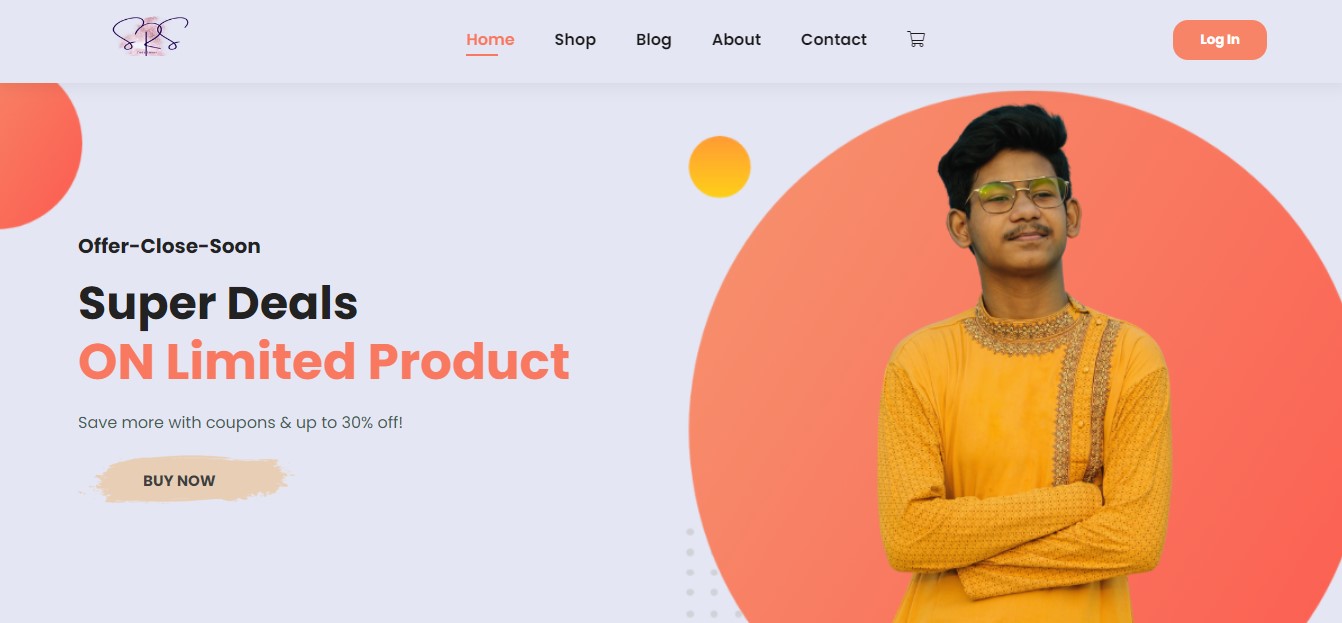 SRS
Home
Shop
Blog
About
Contact
Log In
Offer-Close-Soon
Super Deals
ON Limited Product
Save more with coupons & up to 30% off!
BUY NOW